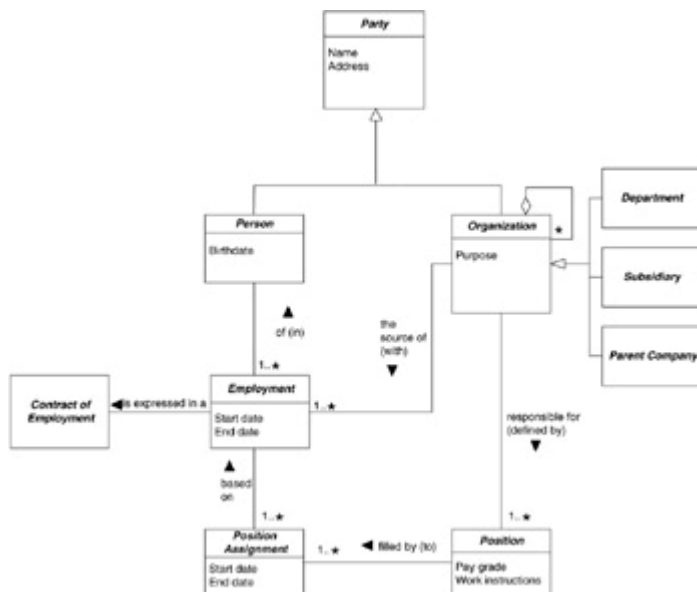 Party
Name
Address
Person
Birthdate
Organization
Purpose
*
Department
Subsidiary
Parent Company
of (in)
the
source of
(with)
1..*
Contract of
Employment
is expressed in a
Employment
Start date
End date
1..*
responsible for
(defined by)
based
on
1..*
1..*
Position
Assignment
Start date
End date
1..*
filled by (to)
Position
Pay grade
Work instructions